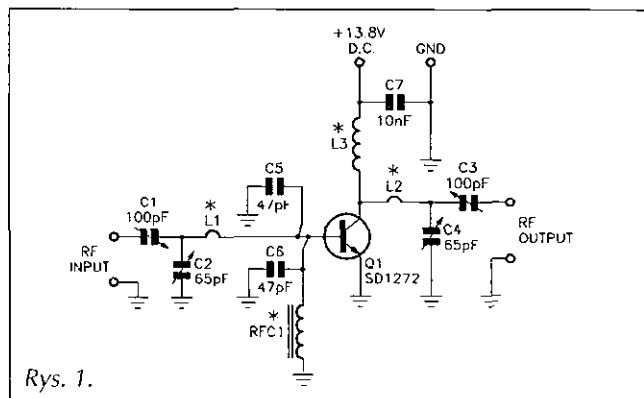 +13.8V
D.C.
GND
C7
10nF
*
L3
*
L2
C3
100pF
C5
47pF
C1
100pF
*
L1
RF
INPUT
C2
65pF
C6
47pF
*
RFC1
Q1
SD1272
C4
65pF
RF
OUTPUT
Rys. 1.